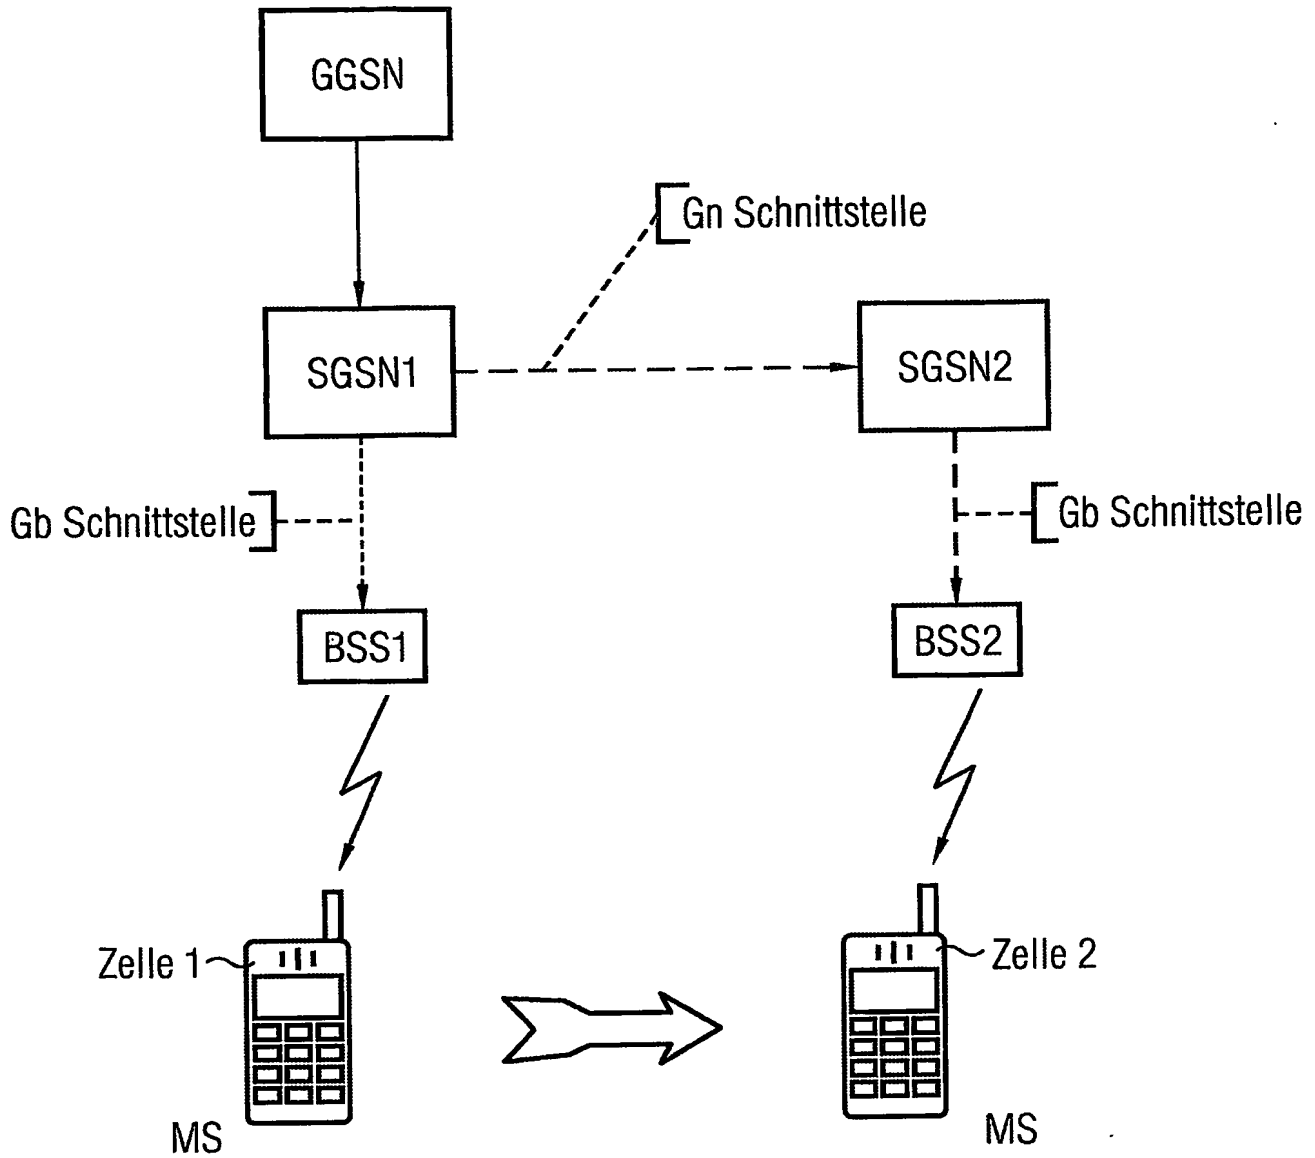 GGSN
Gn Schnittstelle
SGSN1
SGSN2
Gb Schnittstelle
Gb Schnittstelle
BSS1
BSS2
Zelle 1
Zelle 2
MS
MS